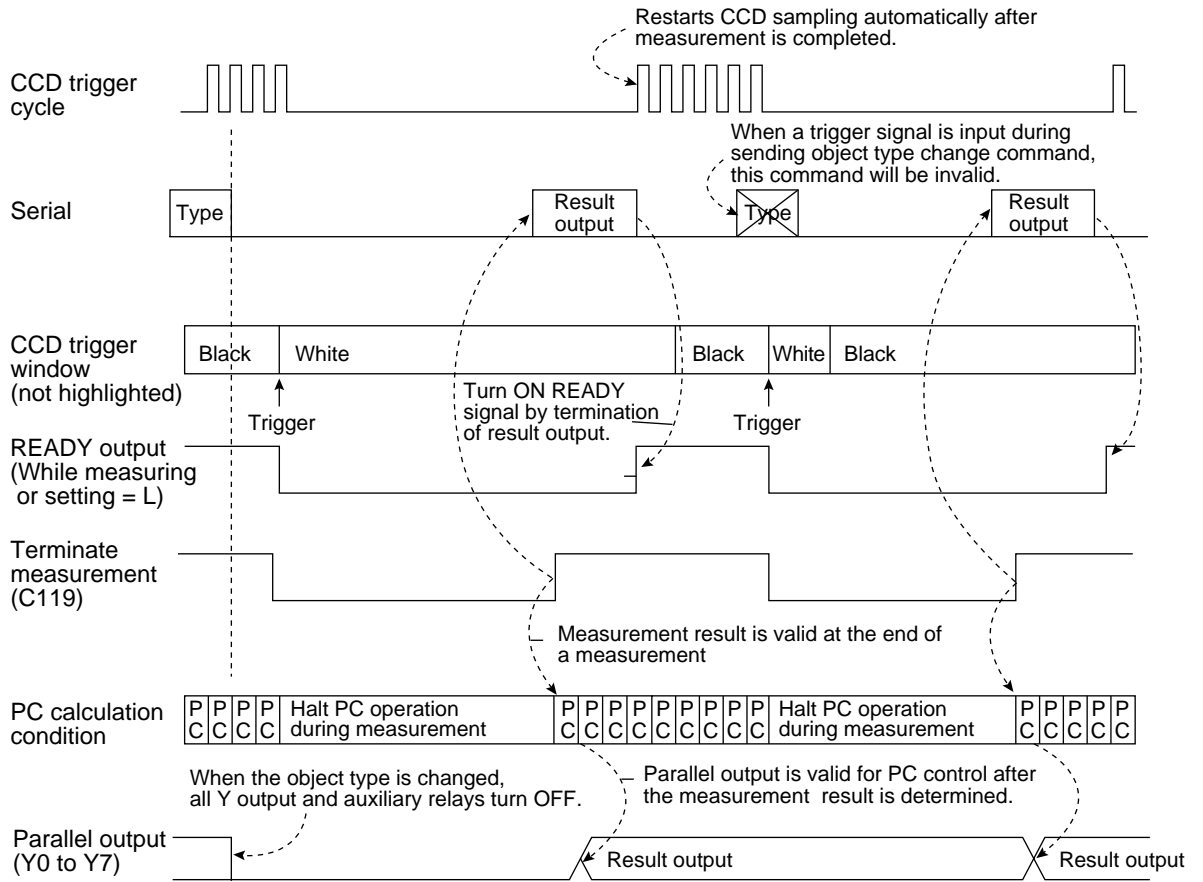 Restarts CCD sampling automatically after
measurement is completed.
CCD trigger
cycle
When a trigger signal is input during
sending object type change command,
this command will be invalid.
Serial
Type
Result
output
Type
Result
output
CCD trigger
window
(not highlighted)
Black
White
Black
White
Black
Trigger
Turn ON READY
signal by termination
of result output.
Trigger
READY output
(While measuring
or setting = L)
Terminate
measurement
(C119)
Measurement result is valid at the end of
a measurement
PC calculation
condition
P P P P
C C C C
Halt PC operation
during measurement
P P P P P P P P P
C C C C C C C C C
Halt PC operation
during measurement
P P P P P
C C C C C
When the object type is changed,
all Y output and auxiliary relays turn OFF.
Parallel output is valid for PC control after
the measurement result is determined.
Parallel output
(Y0 to Y7)
Result output
Result output